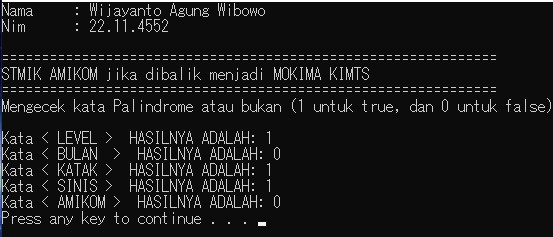 Nama     : Wijayanto Agung Wibowo
Nim      : 22.11.4552
=======================================================
STMIK AMIKOM jika dibalik menjadi MOKIMA KIMTS
=======================================================
Mengecek kata Palindrome atau bukan (1 untuk true, dan 0 untuk false)
Kata < LEVEL >  HASILNYA ADALAH: 1
Kata < BULAN  >  HASILNYA ADALAH: 0
Kata < KATAK >  HASILNYA ADALAH: 1
Kata < SINIS >  HASILNYA ADALAH: 1
Kata < AMIKOM > HASILNYA ADALAH: 0
Press any key to continue . . .